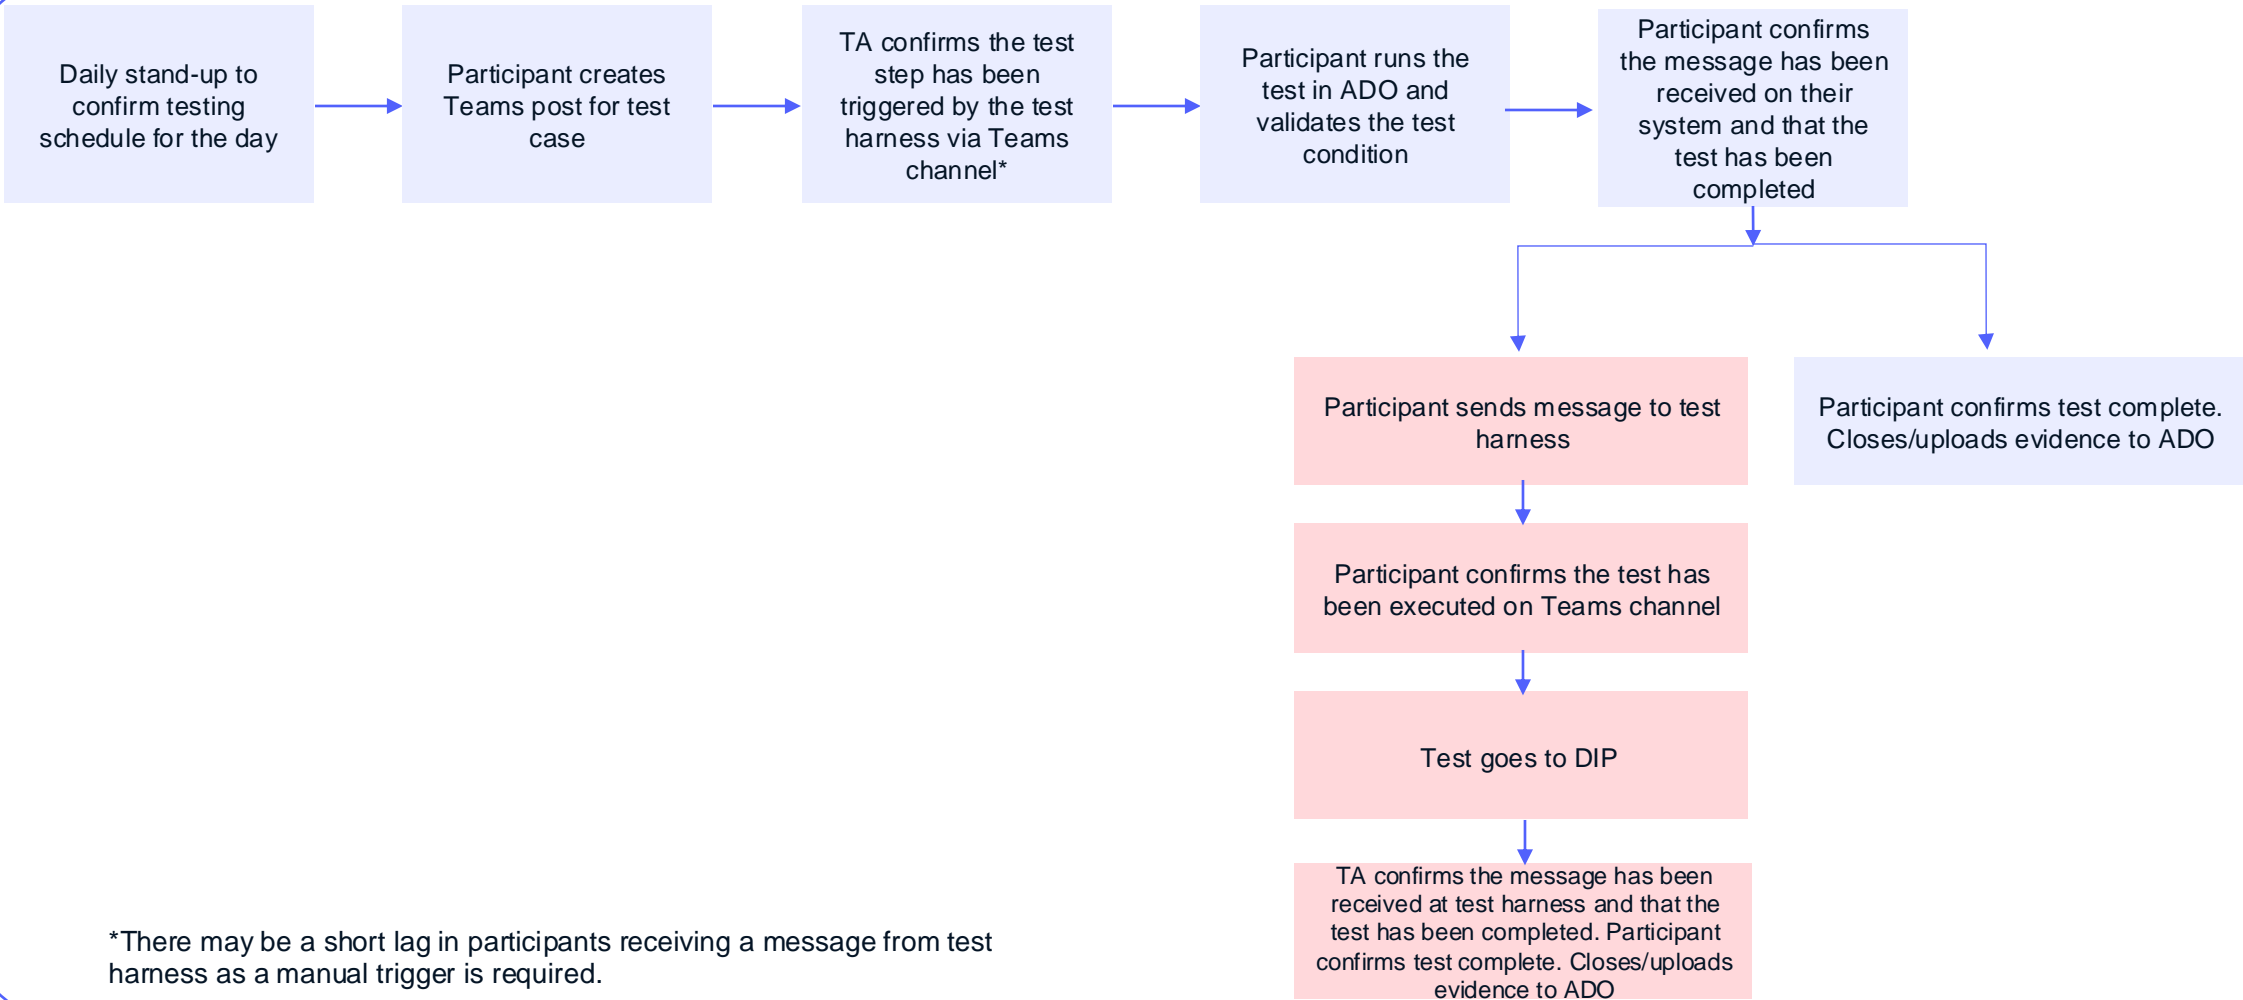 Daily stand-up to
confirm testing
schedule for the day
Participant creates
Teams post for test
case
TA confirms the test
step has been
triggered by the test
harness via Teams
channel*
Participant runs the
test in ADO and
validates the test
condition
Participant confirms
the message has been
received on their
system and that the
test has been
completed
Participant sends message to test
harness
Participant confirms test complete.
Closes/uploads evidence to ADO
Participant confirms the test has
been executed on Teams channel
Test goes to DIP
TA confirms the message has been
received at test harness and that the
test has been completed. Participant
confirms test complete. Closes/uploads
evidence to ADO
*There may be a short lag in participants receiving a message from test
harness as a manual trigger is required.